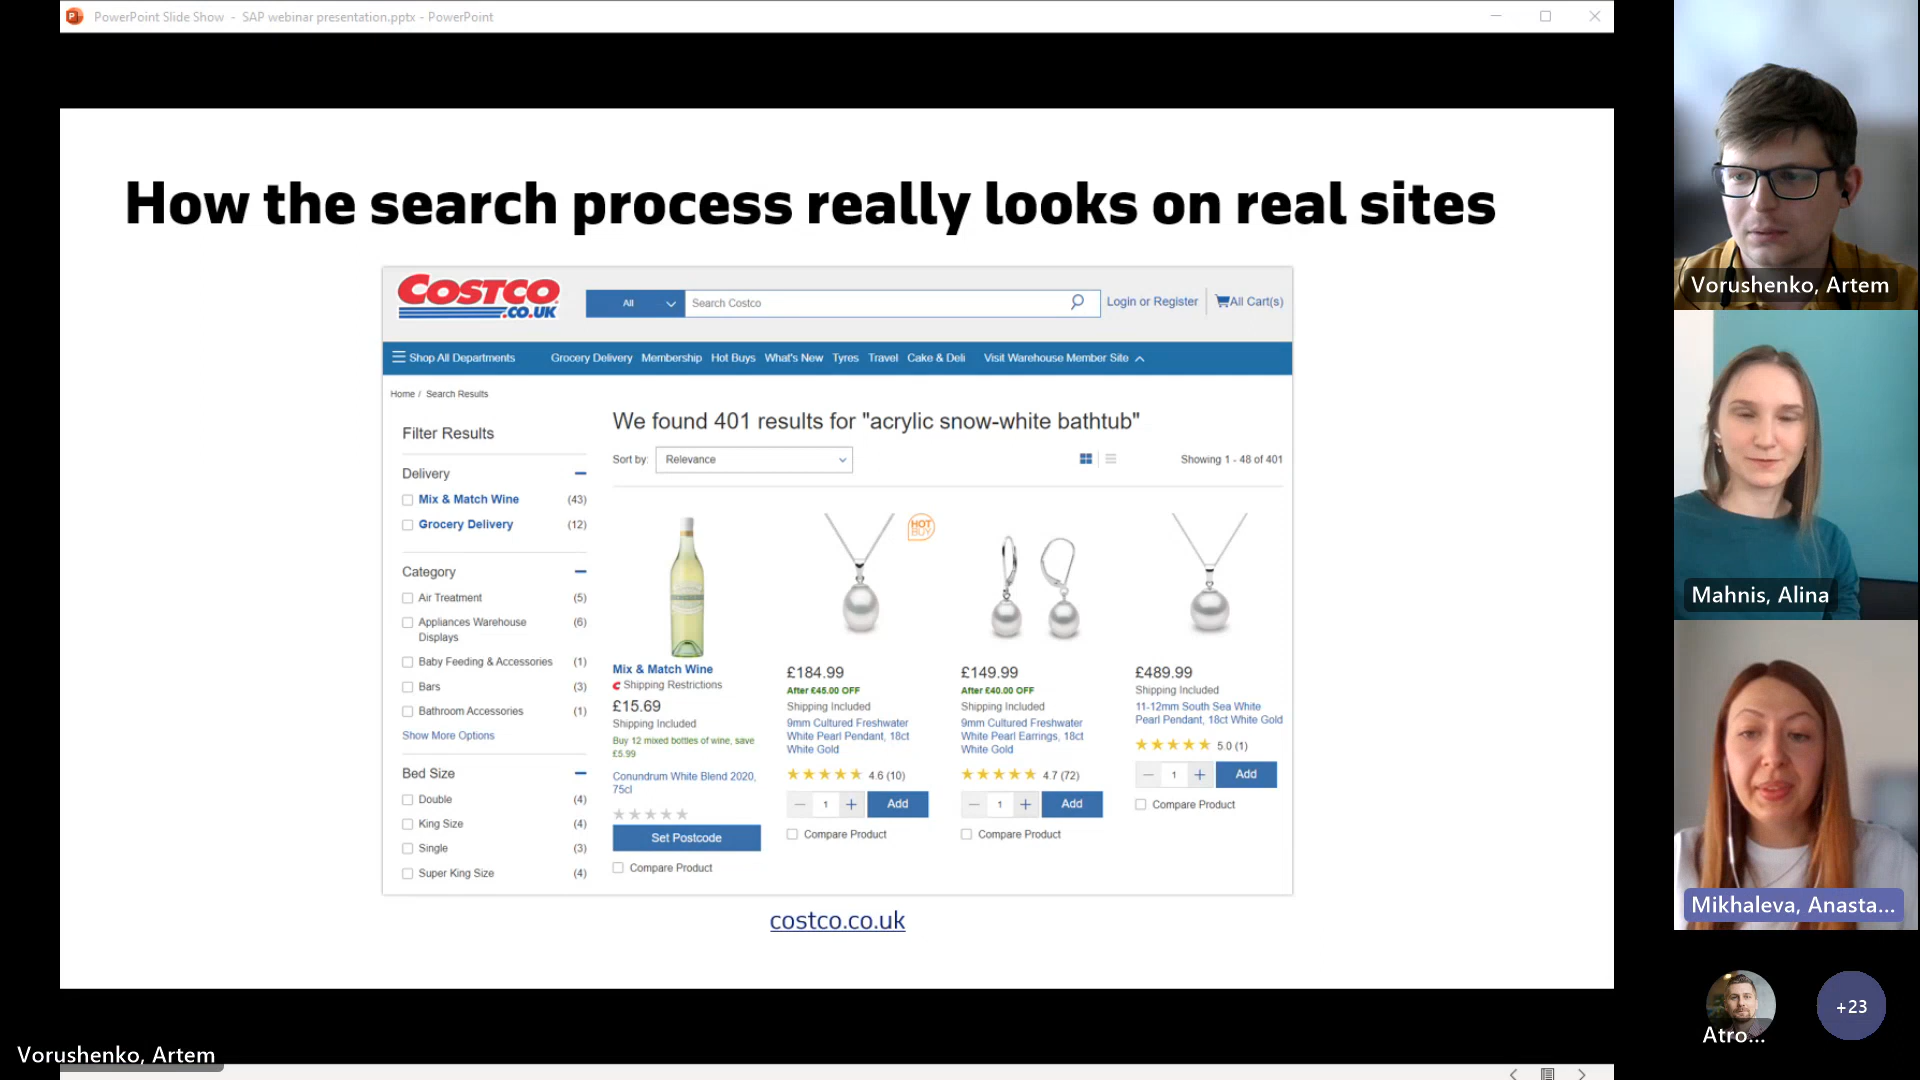 PowerPoint Slide Show - SAP webinar presentation.pptx - PowerPoint
How the search process really looks on real sites
COSTCO
.CO.UK
All
Search Costco
Login or Register
All Cart(s)
Shop All Departments
Grocery Delivery
Membership
Hot Buys
What's New
Tyres
Travel
Cake & Deli
Visit Warehouse Member Site
Home / Search Results
Filter Results
Delivery
Mix & Match Wine (43)
Grocery Delivery (12)
Category
Air Treatment (5)
Appliances Warehouse (6)
Displays
Baby Feeding & Accessories (1)
Bars (3)
Bathroom Accessories (1)
Show More Options
Bed Size
Double (4)
King Size (4)
Single (3)
Super King Size (4)
We found 401 results for "acrylic snow-white bathtub"
Sort by: Relevance
Showing 1 - 48 of 401
Mix & Match Wine
Shipping Restrictions
£15.69
Shipping Included
Buy 12 mixed bottles of wine, save
£5.99
Conundrum White Blend 2020,
75cl
Set Postcode
Compare Product
HOT
BUY
£184.99
After £45.00 OFF
Shipping Included
9mm Cultured Freshwater
White Pearl Pendant, 18ct
White Gold
4.6 (10)
1
Add
Compare Product
£149.99
After £40.00 OFF
Shipping Included
9mm Cultured Freshwater
White Pearl Earrings, 18ct
White Gold
4.7 (72)
1
Add
Compare Product
£489.99
Shipping Included
11-12mm South Sea White
Pearl Pendant, 18ct White Gold
5.0 (1)
1
Add
Compare Product
costco.co.uk
Vorushenko, Artem
Mahnis, Alina
Mikhaleva, Anasta...
Atro...
+23
Vorushenko, Artem